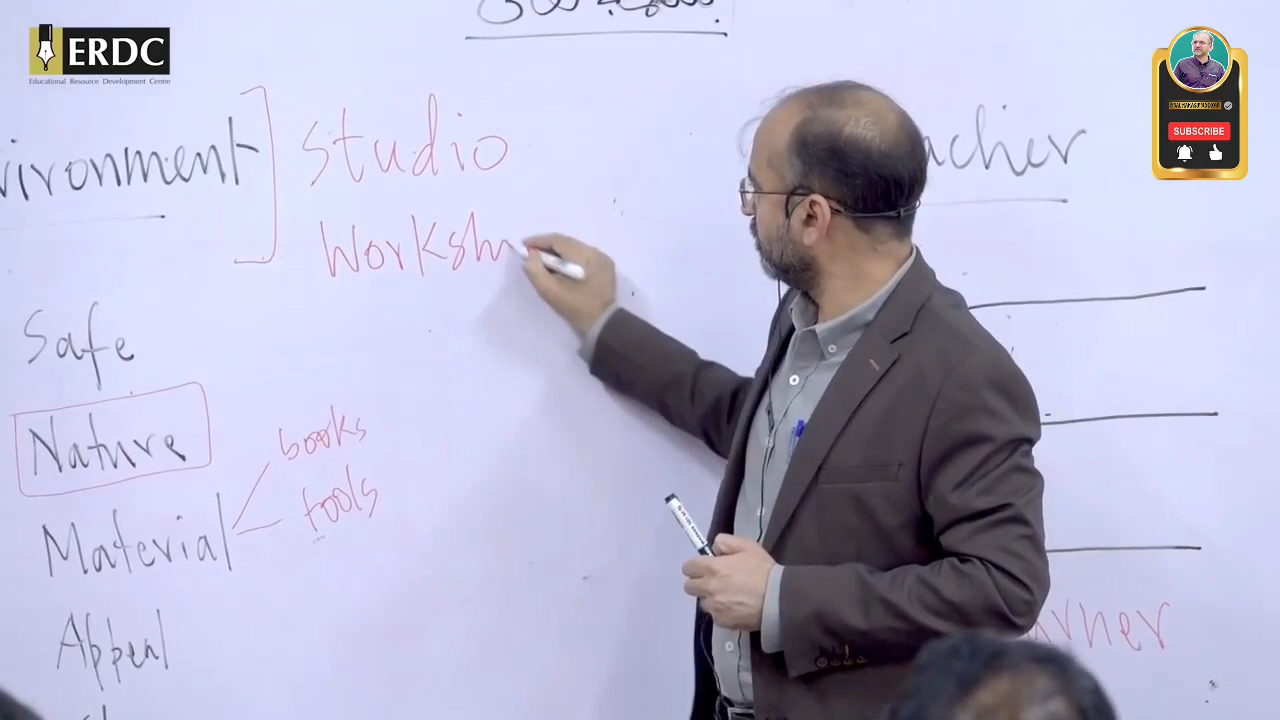 ERDC
Educational Resource Development Centre
SUBSCRIBE
vironment
Studio
Worksh
acher
Safe
Nature
Material
books
tools
Appeal
rner